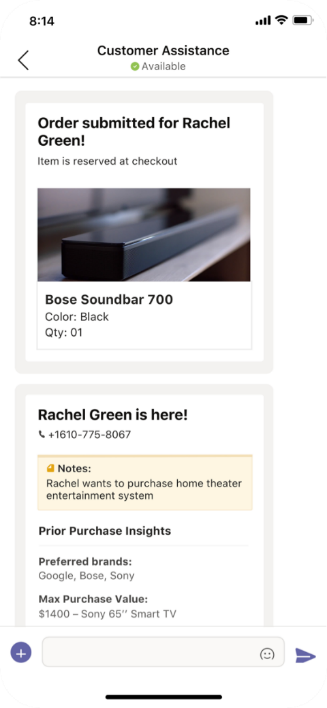 8:14
Customer Assistance
Available
Order submitted for Rachel
Green!
Item is reserved at checkout
Bose Soundbar 700
Color: Black
Qty: 01
Rachel Green is here!
+1610-775-8067
Notes:
Rachel wants to purchase home theater
entertainment system
Prior Purchase Insights
Preferred brands:
Google, Bose, Sony
Max Purchase Value:
$1400 – Sony 65'' Smart TV